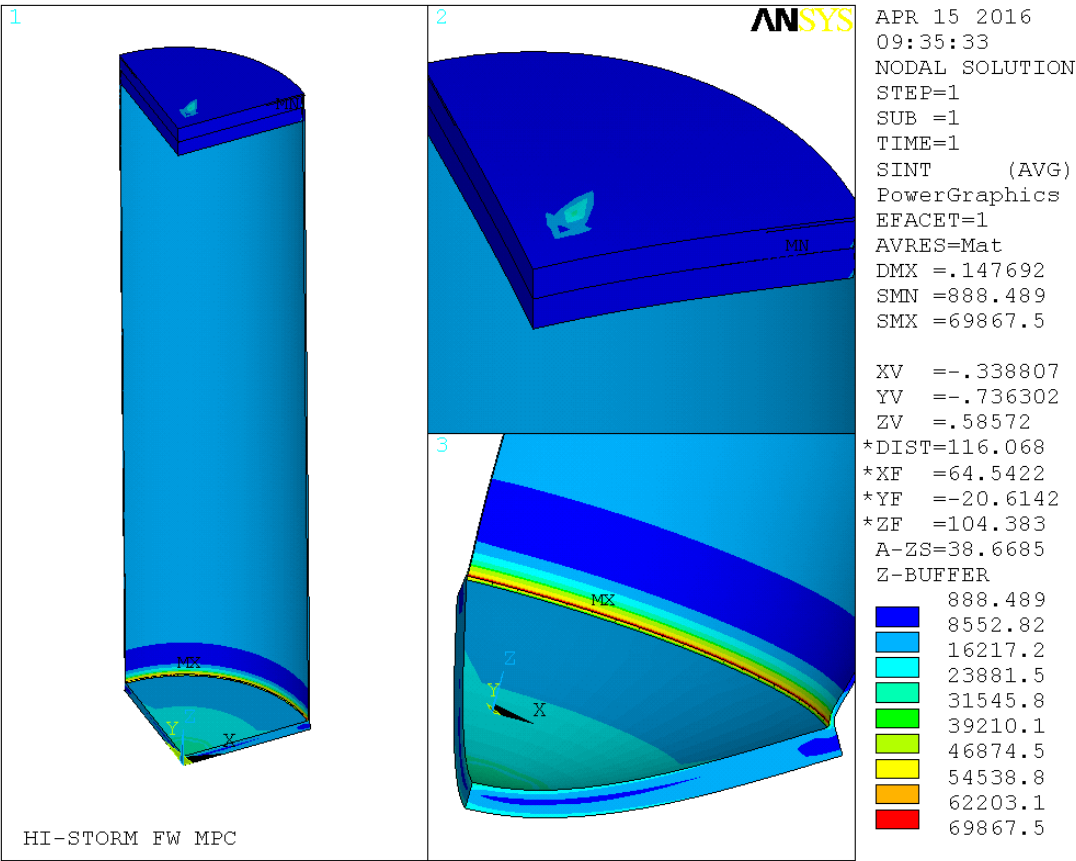 1
2
ANSYS
MN
MX
Y
X
HI-STORM FW MPC
MN
3
MX
Z
Y
X
APR 15 2016
09:35:33
NODAL SOLUTION
STEP=1
SUB =1
TIME=1
SINT (AVG)
PowerGraphics
EFACET=1
AVRES=Mat
DMX =.147692
SMN =888.489
SMX =69867.5
XV =-.338807
YV =-.736302
ZV =.58572
*DIST=116.068
*XF =64.5422
*YF =-20.6142
*ZF =104.383
A-ZS=38.6685
Z-BUFFER
888.489
8552.82
16217.2
23881.5
31545.8
39210.1
46874.5
54538.8
62203.1
69867.5